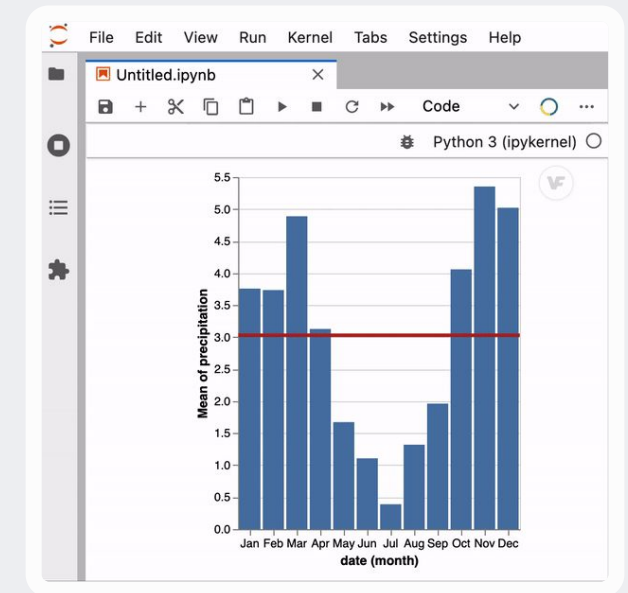 File Edit View Run Kernel Tabs Settings Help
Untitled.ipynb
Code
Python 3 (ipykernel)
VF
5.5
5.0
4.5
4.0
3.5
3.0
2.5
2.0
1.5
1.0
0.5
0.0
Mean of precipitation
Jan Feb Mar Apr May Jun Jul Aug Sep Oct Nov Dec
date (month)